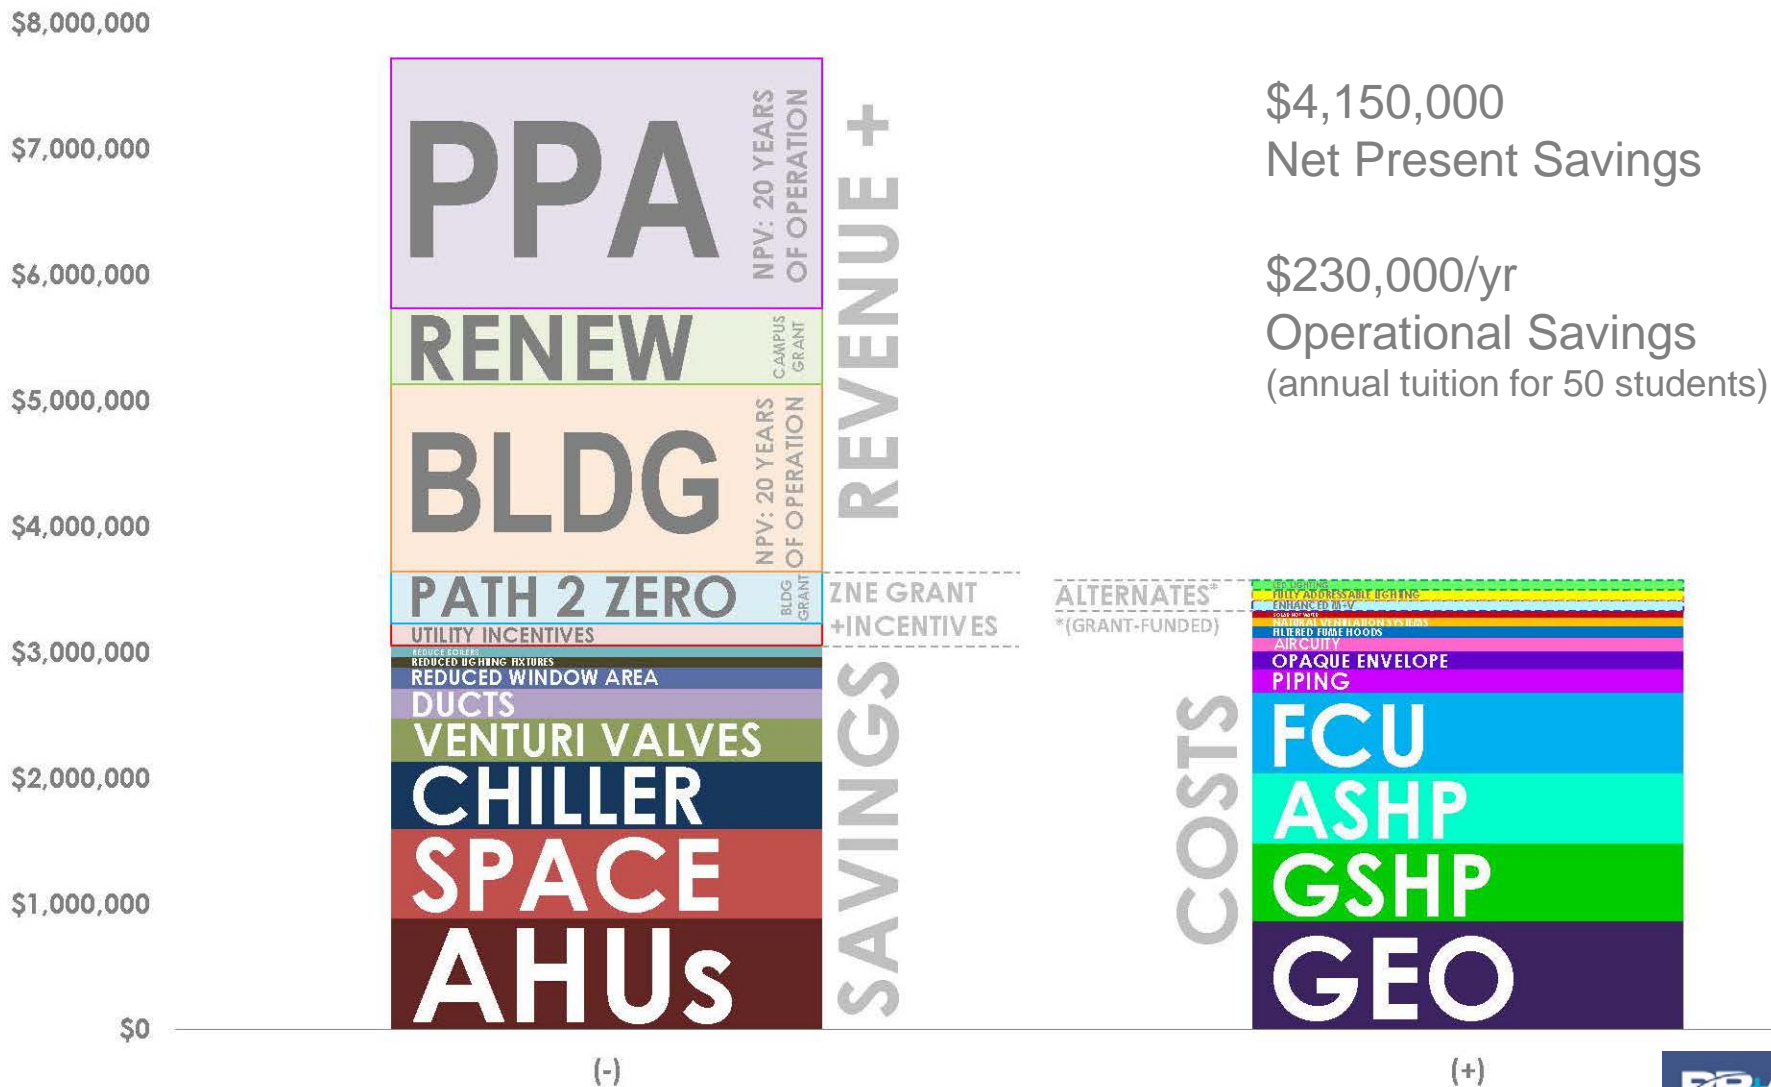 $8,000,000
$7,000,000
$6,000,000
$5,000,000
$4,000,000
$3,000,000
$2,000,000
$1,000,000
$0
PPA
NPV: 20 YEARS
OF OPERATION
RENEW
CAMPUS
GRANT
BLDG
NPV: 20 YEARS
OF OPERATION
PATH 2 ZERO
BLDG
GRANT
UTILITY INCENTIVES
REDUCE BOILERS
REDUCED LIGHTING FIXTURES
REDUCED WINDOW AREA
DUCTS
VENTURI VALVES
CHILLER
SPACE
AHUs
(-)
REVENUE +
ZNE GRANT
+INCENTIVES
SAVINGS
$4,150,000
Net Present Savings
$230,000/yr
Operational Savings
(annual tuition for 50 students)
ALTERNATES*
*(GRANT-FUNDED)
COSTS
LED LIGHTING
FULLY ADDRESSABLE LIGHTING
ENHANCED M+V
SOLAR HOT WATER
NATURAL VENTILATION SYSTEMS
FILTERED FUME HOODS
AIRCUITY
OPAQUE ENVELOPE
PIPING
FCU
ASHP
GSHP
GEO
(+)